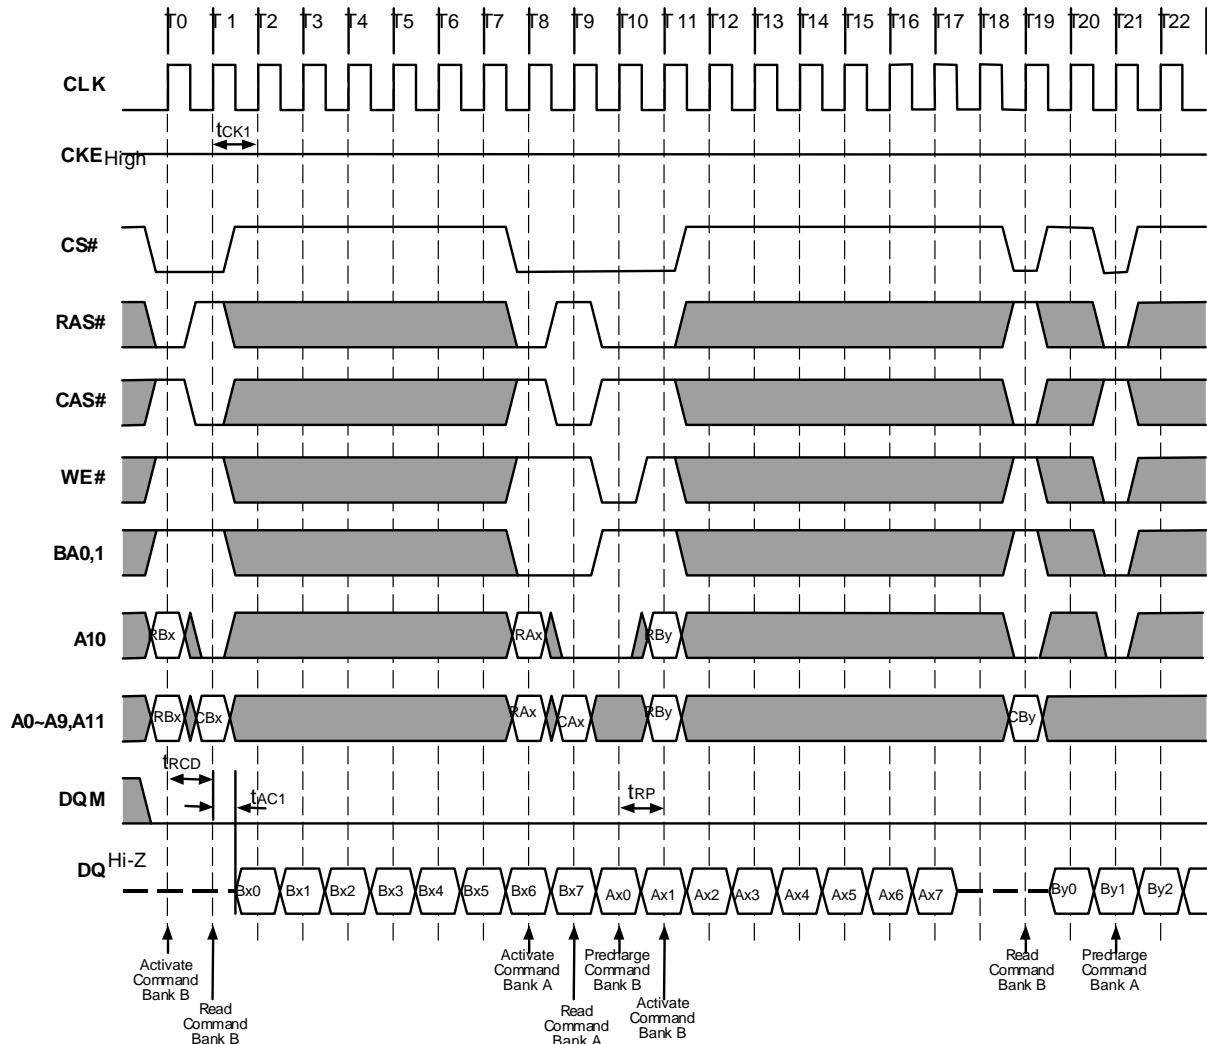 T0 T 1 T2 T3 T4 T5 T6 T7 T8 T9 T10 T 11 T12 T13 T14 T15 T16 T17 T18 T19 T20 T21 T22
CLK
tCK1
CKE High
CS#
RAS#
CAS#
WE#
BA0,1
A10 RBx RAx RBy
A0~A9,A11 RBx CBx RAx CAx RBy CBy
tRCD
DQM tAC1 tRP
DQ Hi-Z
Bx0 Bx1 Bx2 Bx3 Bx4 Bx5 Bx6 Bx7 Ax0 Ax1 Ax2 Ax3 Ax4 Ax5 Ax6 Ax7 By0 By1 By2
Activate
Command
Bank B
Read
Command
Bank B
Activate
Command
Bank A
Read
Command
Bank A
Precharge
Command
Bank B
Activate
Command
Bank B
Read
Command
Bank B
Precharge
Command
Bank A